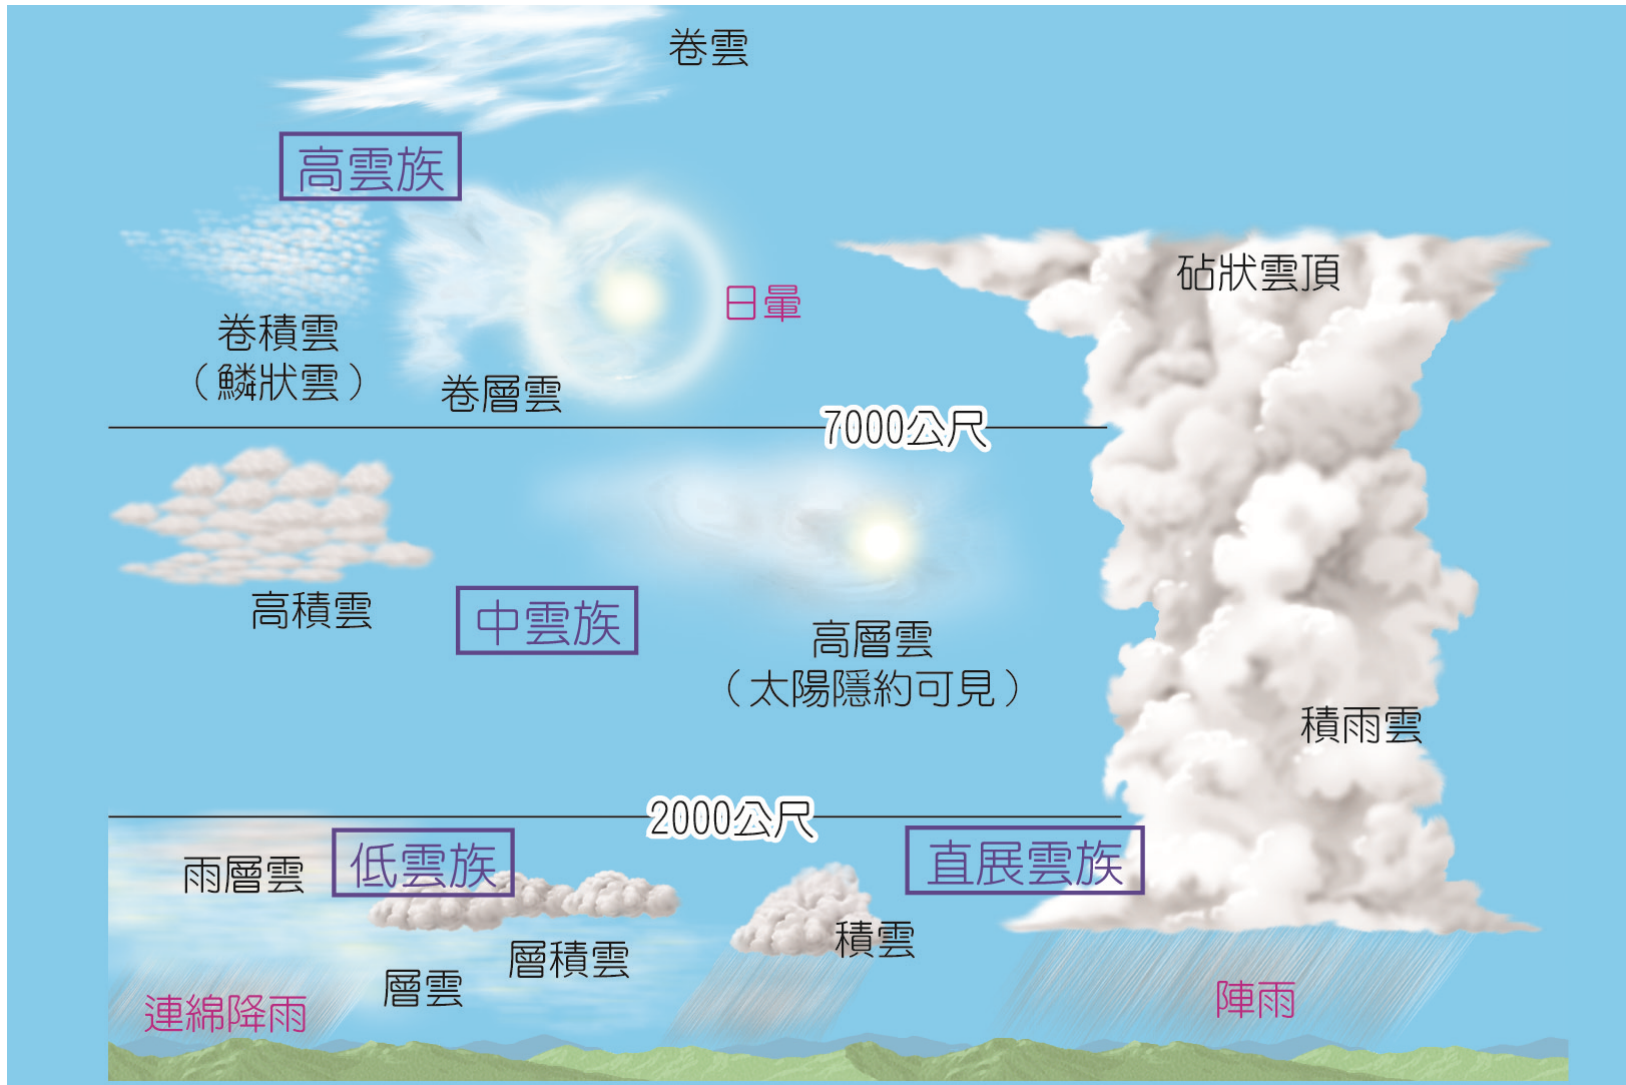 卷雲
高雲族
砧狀雲頂
日暈
卷積雲
（鱗狀雲）
卷層雲
7000公尺
高積雲
中雲族
高層雲
（太陽隱約可見）
積雨雲
2000公尺
雨層雲
低雲族
直展雲族
積雲
層積雲
層雲
連綿降雨
陣雨